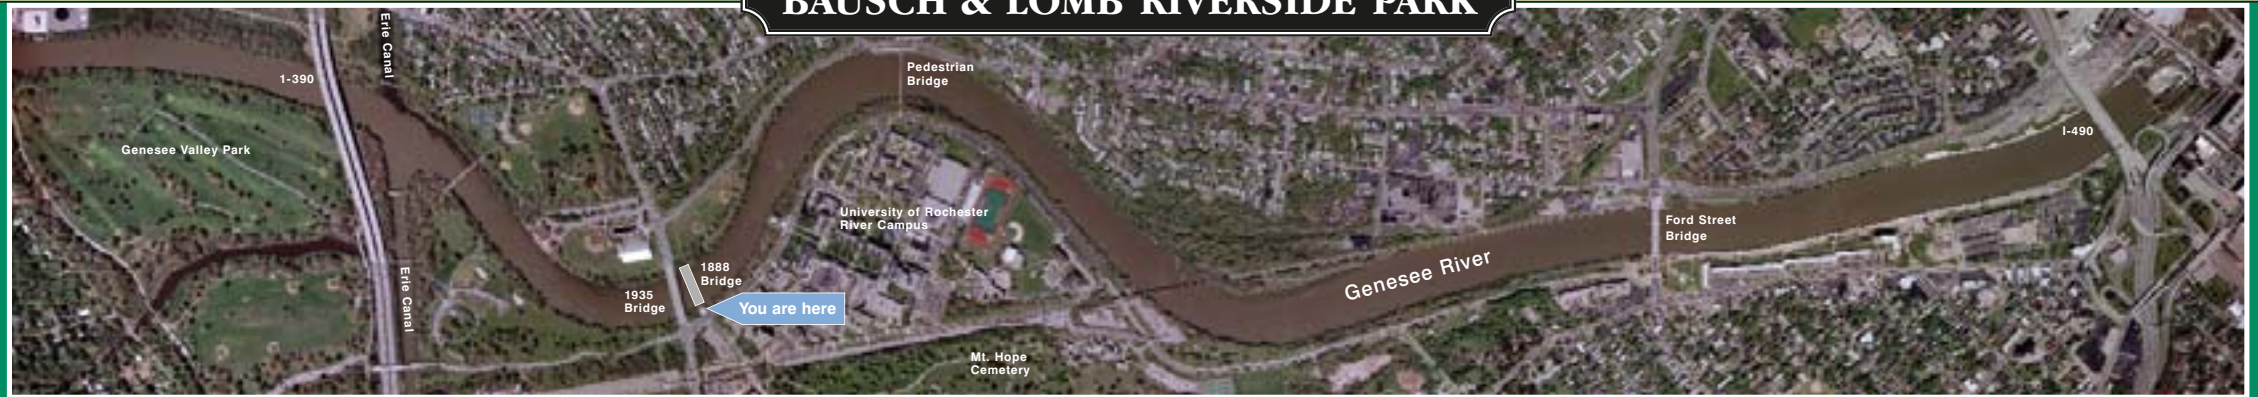 BAUSCH & LOMB RIVERSIDE PARK
Erie Canal
1-390
Pedestrian
Bridge
Genesee Valley Park
I-490
University of Rochester
River Campus
Ford Street
Bridge
Genesee River
1888
Bridge
1935
Bridge
You are here
Erie Canal
Mt. Hope
Cemetery